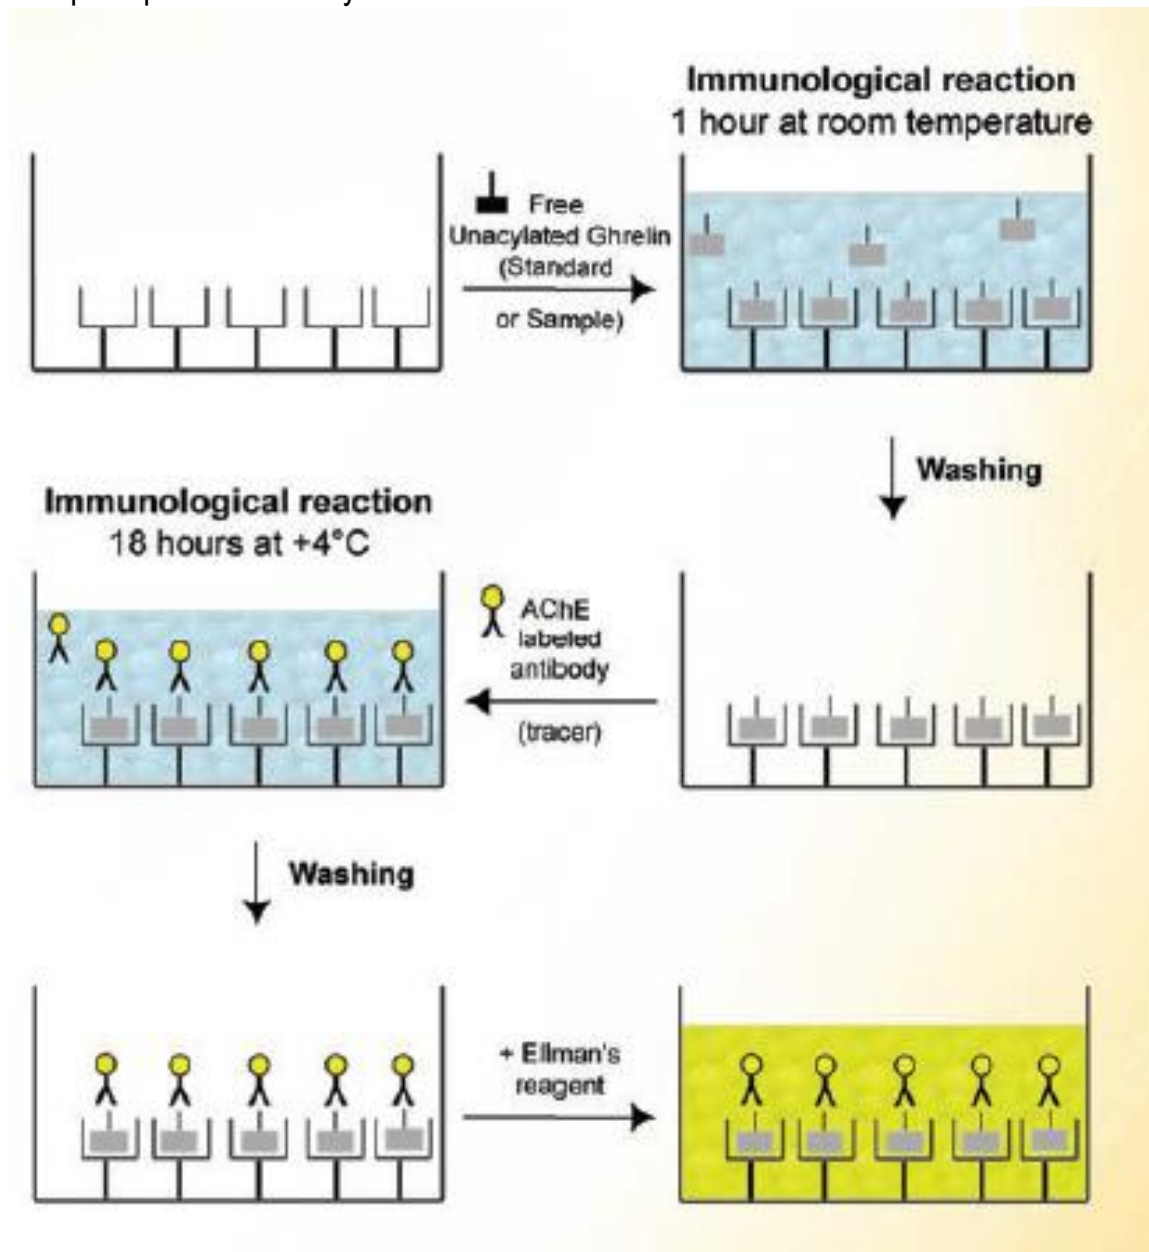 Immunological reaction
1 hour at room temperature
Free
Unacylated Ghrelin
(Standard
or Sample)
Washing
Immunological reaction
18 hours at +4°C
AChE
labeled
antibody
(tracer)
Washing
+ Ellman's
reagent